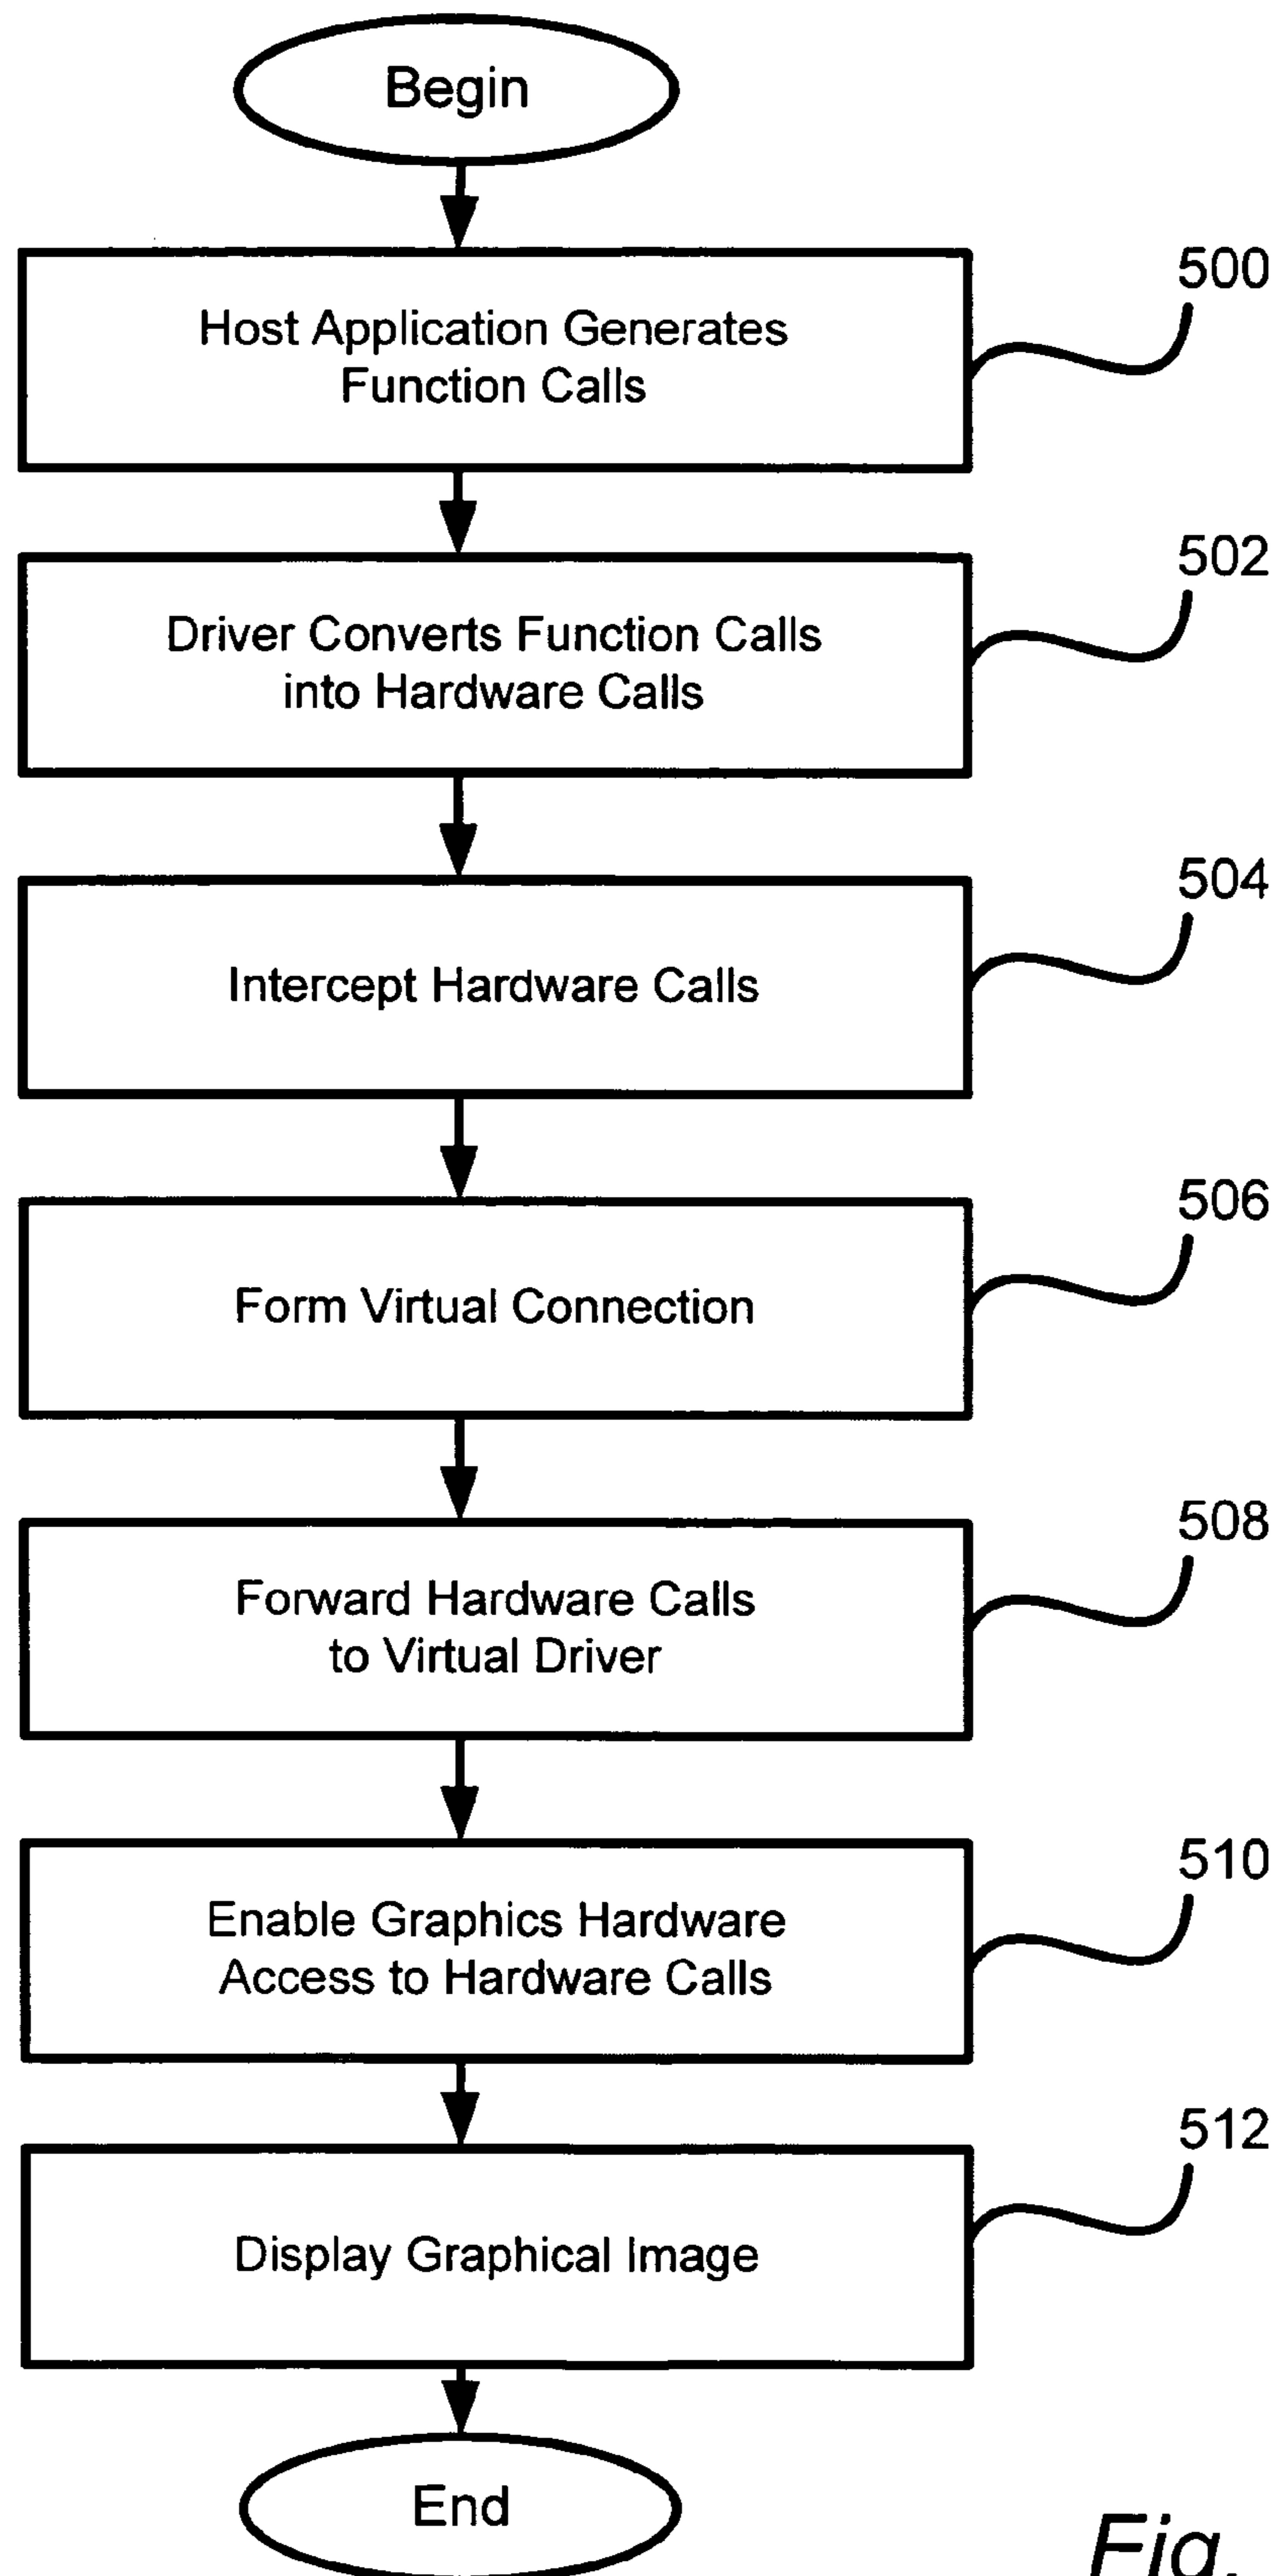 Begin
Host Application Generates
Function Calls
500
Driver Converts Function Calls
into Hardware Calls
502
Intercept Hardware Calls
504
Form Virtual Connection
506
Forward Hardware Calls
to Virtual Driver
508
Enable Graphics Hardware
Access to Hardware Calls
510
Display Graphical Image
512
End
Fig.